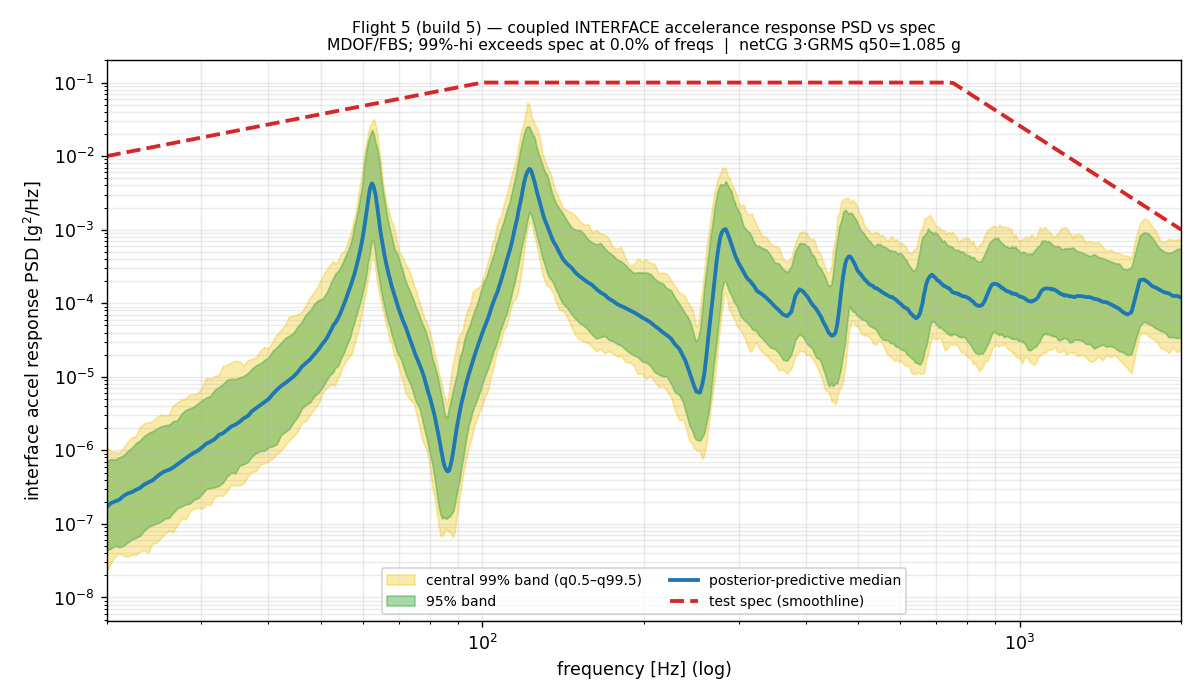 Flight 5 (build 5) — coupled INTERFACE accelerance response PSD vs spec
MDOF/FBS; 99%-hi exceeds spec at 0.0% of freqs | netCG 3·GRMS q50=1.085 g
interface accel response PSD [g²/Hz]
10⁻¹
10⁻²
10⁻³
10⁻⁴
10⁻⁵
10⁻⁶
10⁻⁷
10⁻⁸
central 99% band (q0.5–q99.5)
95% band
posterior-predictive median
test spec (smoothline)
10²
10³
frequency [Hz] (log)